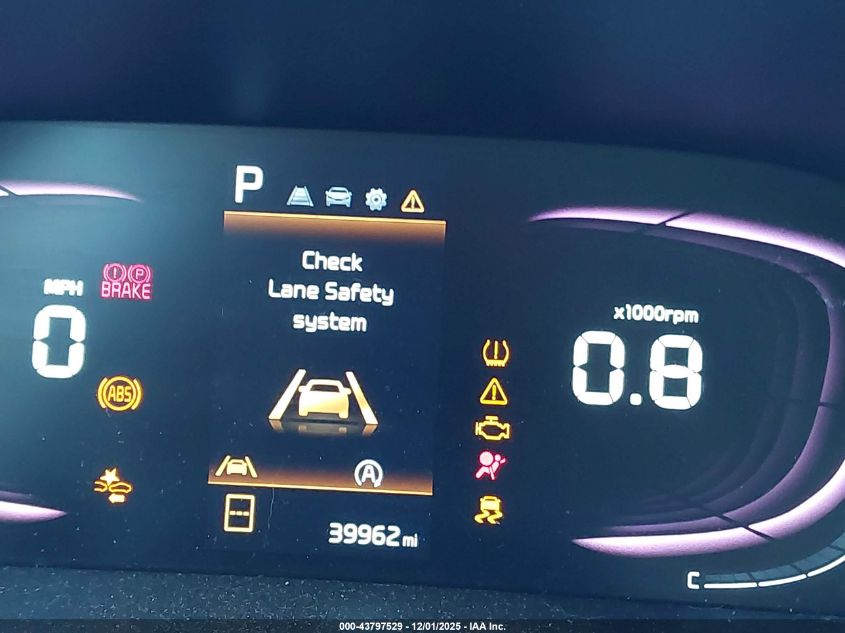 P
Check
Lane Safety
system
MPH
0
BRAKE
P
ABS
x1000rpm
0.8
A
39962 mi
C
000-43797529 - 12/01/2025 - IAA Inc.